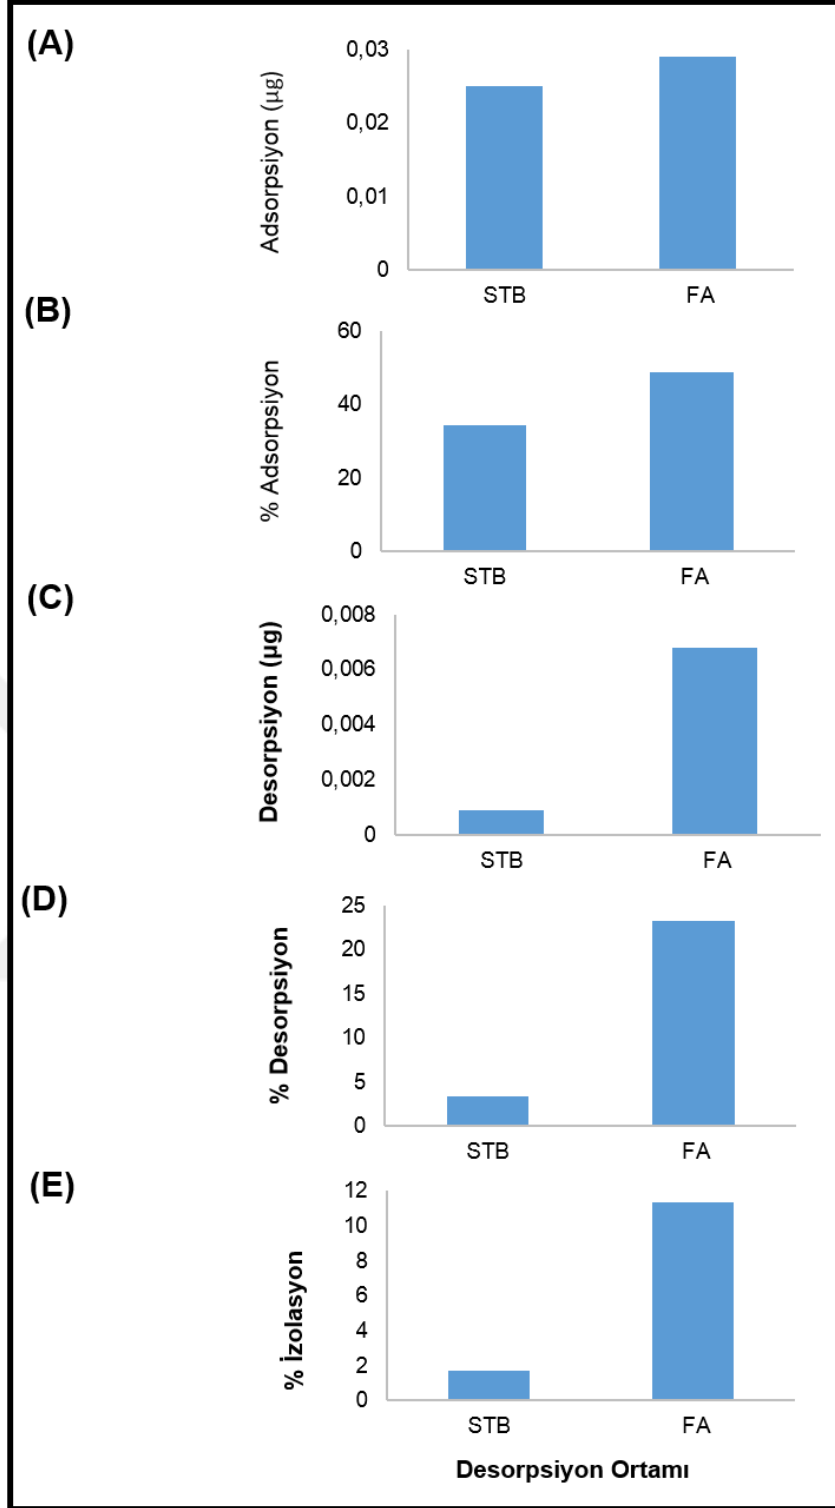 (A)
Adsorpsiyon (µg)
0,03
0,02
0,01
0
STB FA
(B)
% Adsorpsiyon
60
40
20
0
STB FA
(C)
Desorpsiyon (µg)
0,008
0,006
0,004
0,002
0
STB FA
(D)
% Desorpsiyon
25
20
15
10
5
0
STB FA
(E)
% İzolasyon
12
10
8
6
4
2
0
STB FA
Desorpsiyon Ortamı